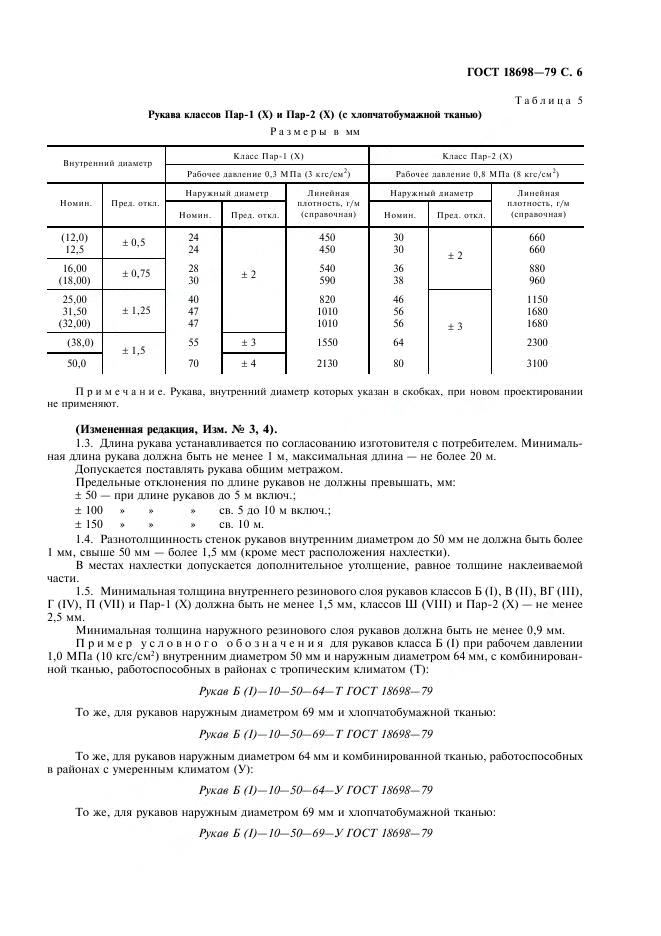 ГОСТ 18698—79 С. 6
Таблица 5
Рукава классов Пар-1 (X) и Пар-2 (X) (с хлопчатобумажной тканью)
Размеры в мм
Внутренний диаметр Класс Пар-1 (X) Класс Пар-2 (X)
Рабочее давление 0,3 МПа (3 кгс/см²) Рабочее давление 0,8 МПа (8 кгс/см²)
Номин. Пред. откл. Наружный диаметр Линейная плотность, г/м (справочная) Наружный диаметр Линейная плотность, г/м (справочная)
Номин. Пред. откл. Номин. Пред. откл.
(12,0) ± 0,5 24 ± 2 450 30 ± 2 660
12,5 24 450 30 660
16,00 ± 0,75 28 540 36 880
(18,00) 30 590 38 960
25,00 ± 1,25 40 820 46 ± 3 1150
31,50 47 1010 56 1680
(32,00) 47 1010 56 1680
(38,0) ± 1,5 55 ± 3 1550 64 2300
50,0 70 ± 4 2130 80 3100
Примечание. Рукава, внутренний диаметр которых указан в скобках, при новом проектировании
не применяют.
(Измененная редакция, Изм. № 3, 4).
1.3. Длина рукава устанавливается по согласованию изготовителя с потребителем. Минималь-
ная длина рукава должна быть не менее 1 м, максимальная длина — не более 20 м.
Допускается поставлять рукава общим метражом.
Предельные отклонения по длине рукавов не должны превышать, мм:
± 50 — при длине рукавов до 5 м включ.;
± 100 » » » св. 5 до 10 м включ.;
± 150 » » » св. 10 м.
1.4. Разнотолщинность стенок рукавов внутренним диаметром до 50 мм не должна быть более
1 мм, свыше 50 мм — более 1,5 мм (кроме мест расположения нахлестки).
В местах нахлестки допускается дополнительное утолщение, равное толщине наклеиваемой
части.
1.5. Минимальная толщина внутреннего резинового слоя рукавов классов Б (I), В (II), ВГ (III),
Г (IV), П (VII) и Пар-1 (X) должна быть не менее 1,5 мм, классов Ш (VIII) и Пар-2 (X) — не менее
2,5 мм.
Минимальная толщина наружного резинового слоя рукавов должна быть не менее 0,9 мм.
Пример условного обозначения для рукавов класса Б (I) при рабочем давлении
1,0 МПа (10 кгс/см²) внутренним диаметром 50 мм и наружным диаметром 64 мм, с комбинирован-
ной тканью, работоспособных в районах с тропическим климатом (Т):
Рукав Б (I)—10—50—64—Т ГОСТ 18698—79
То же, для рукавов наружным диаметром 69 мм и хлопчатобумажной тканью:
Рукав Б (I)—10—50—69—Т ГОСТ 18698—79
То же, для рукавов наружным диаметром 64 мм и комбинированной тканью, работоспособных
в районах с умеренным климатом (У):
Рукав Б (I)—10—50—64—У ГОСТ 18698—79
То же, для рукавов наружным диаметром 69 мм и хлопчатобумажной тканью:
Рукав Б (I)—10—50—69—У ГОСТ 18698—79